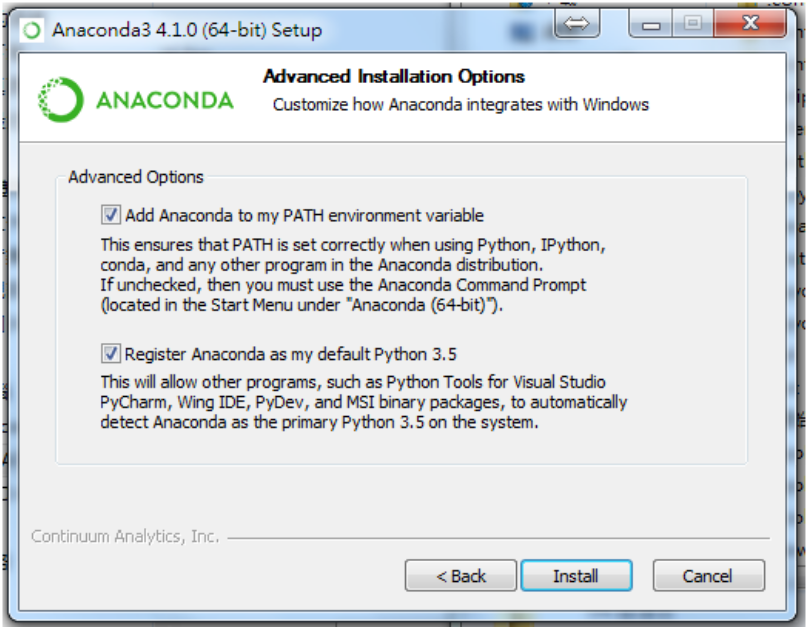 Anaconda3 4.1.0 (64-bit) Setup
ANACONDA
Advanced Installation Options
Customize how Anaconda integrates with Windows
Advanced Options
Add Anaconda to my PATH environment variable
This ensures that PATH is set correctly when using Python, IPython,
conda, and any other program in the Anaconda distribution.
If unchecked, then you must use the Anaconda Command Prompt
(located in the Start Menu under "Anaconda (64-bit)").
Register Anaconda as my default Python 3.5
This will allow other programs, such as Python Tools for Visual Studio
PyCharm, Wing IDE, PyDev, and MSI binary packages, to automatically
detect Anaconda as the primary Python 3.5 on the system.
Continuum Analytics, Inc.
< Back
Install
Cancel